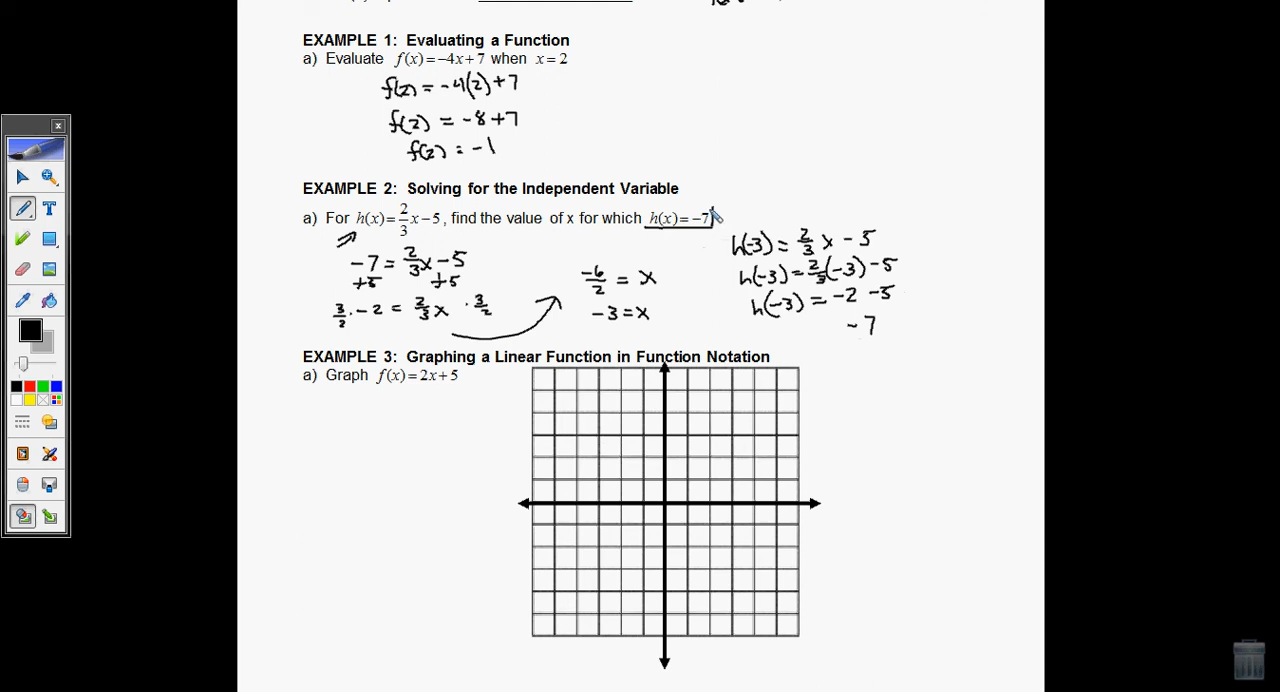 EXAMPLE 1: Evaluating a Function
a) Evaluate f(x)=−4x+7 when x=2
f(2) = -4(2)+7
f(2) = -8+7
f(2) = -1
EXAMPLE 2: Solving for the Independent Variable
a) For h(x)=2/3x−5, find the value of x for which h(x)=−7
-7 = 2/3x -5
+5 +5
3/2 · -2 = 2/3x · 3/2
-6/2 = x
-3 = x
h(-3) = 2/3x - 5
h(-3) = 2/3(-3) - 5
h(-3) = -2 -5
-7
EXAMPLE 3: Graphing a Linear Function in Function Notation
a) Graph f(x)=2x+5